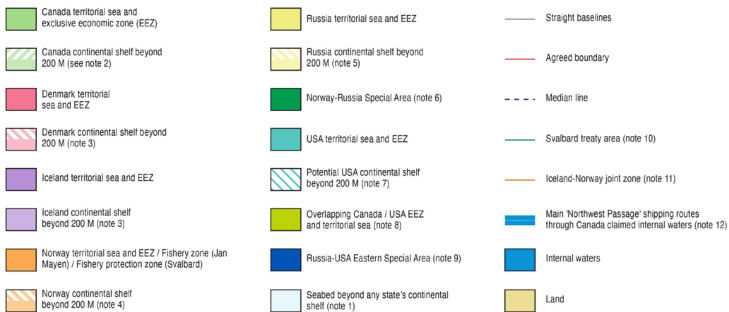 Canada territorial sea and
exclusive economic zone (EEZ)
Canada continental shelf beyond
200 M (see note 2)
Denmark territorial
sea and EEZ
Denmark continental shelf beyond
200 M (note 3)
Iceland territorial sea and EEZ
Iceland continental shelf
beyond 200 M (note 3)
Norway territorial sea and EEZ / Fishery zone (Jan
Mayen) / Fishery protection zone (Svalbard)
Norway continental shelf
beyond 200 M (note 4)
Russia territorial sea and EEZ
Russia continental shelf beyond
200 M (note 5)
Norway-Russia Special Area (note 6)
USA territorial sea and EEZ
Potential USA continental shelf
beyond 200 M (note 7)
Overlapping Canada / USA EEZ
and territorial sea (note 8)
Russia-USA Eastern Special Area (note 9)
Seabed beyond any state's continental
shelf (note 1)
Straight baselines
Agreed boundary
Median line
Svalbard treaty area (note 10)
Iceland-Norway joint zone (note 11)
Main 'Northwest Passage' shipping routes
through Canada claimed internal waters (note 12)
Internal waters
Land